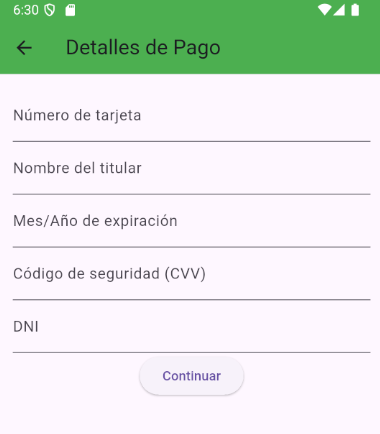 6:30
Detalles de Pago
Número de tarjeta
Nombre del titular
Mes/Año de expiración
Código de seguridad (CVV)
DNI
Continuar